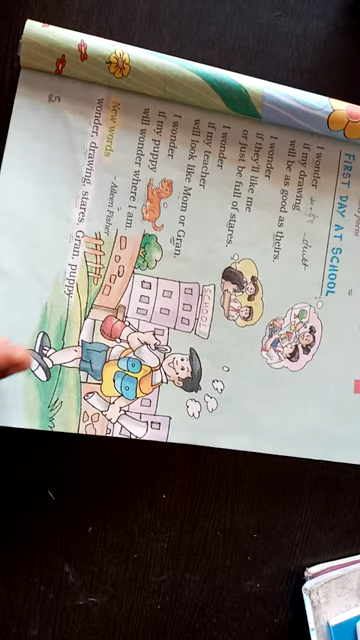 FIRST DAY AT SCHOOL
I wonder
if my drawing
will be as good as theirs.
I wonder
if they'll like me
or just be full of stares.
I wonder
if my teacher
will look like Mom or Gran.
I wonder
if my puppy
will wonder where I am.
– Aileen Fisher
New words
wonder, drawing, stares, Gran, puppy
SCHOOL